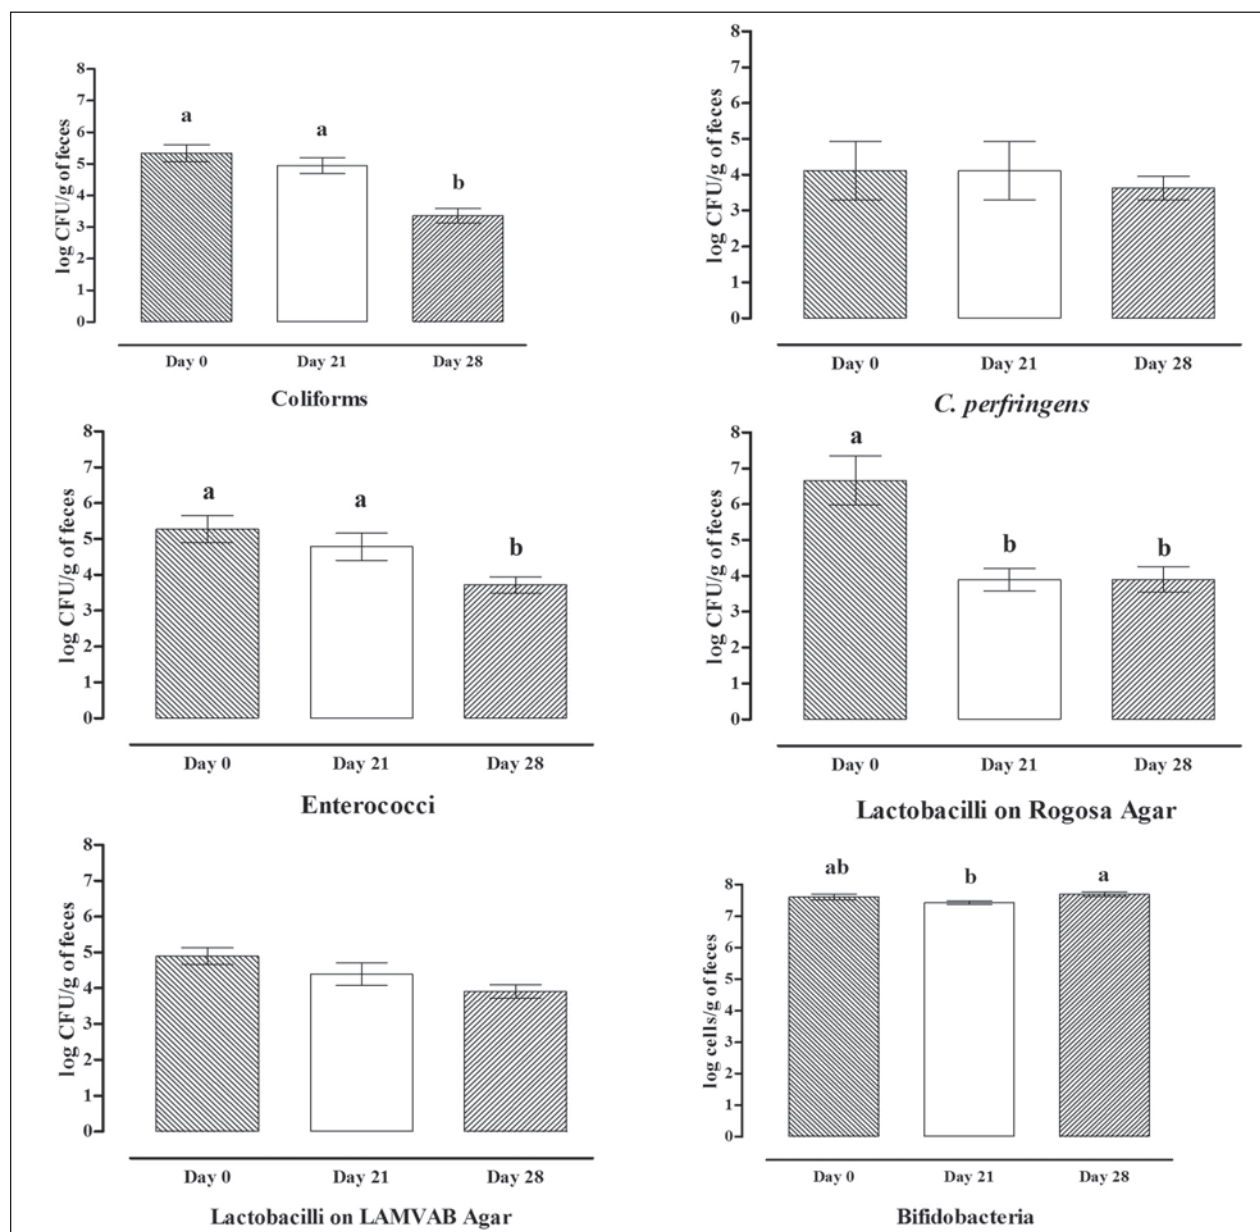 log CFU/g of feces
8
7
6
5
4
3
2
1
0
a
a
b
Day 0
Day 21
Day 28
Coliforms
log CFU/g of feces
8
7
6
5
4
3
2
1
0
Day 0
Day 21
Day 28
C. perfringens
log CFU/g of feces
8
7
6
5
4
3
2
1
0
a
a
b
Day 0
Day 21
Day 28
Enterococci
log CFU/g of feces
8
7
6
5
4
3
2
1
0
a
b
b
Day 0
Day 21
Day 28
Lactobacilli on Rogosa Agar
log CFU/g of feces
8
7
6
5
4
3
2
1
0
Day 0
Day 21
Day 28
Lactobacilli on LAMVAB Agar
log cells/g of feces
8
7
6
5
4
3
2
1
0
ab
b
a
Day 0
Day 21
Day 28
Bifidobacteria